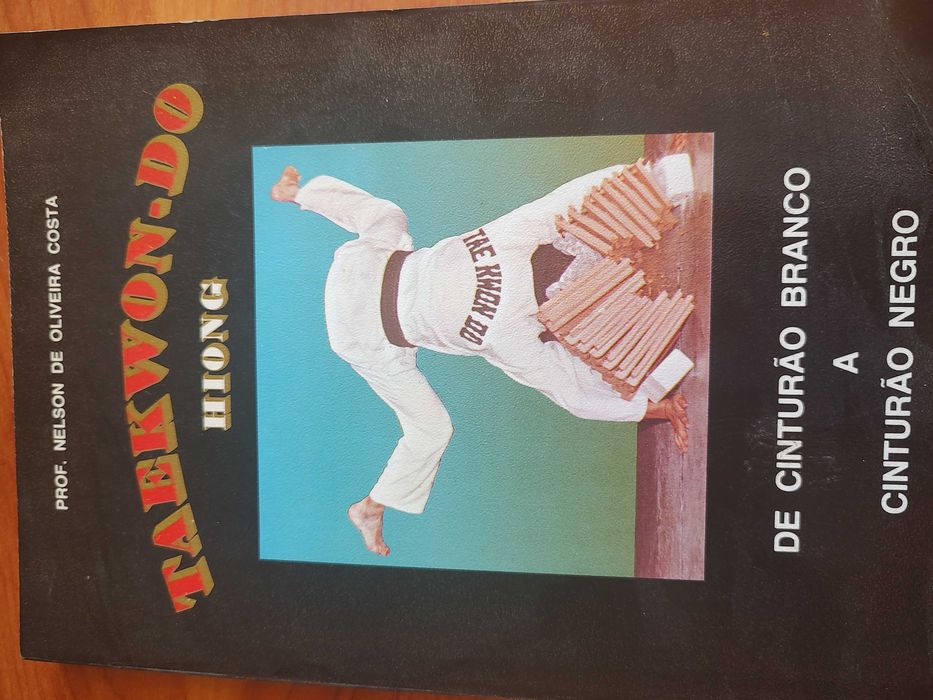 PROF. NELSON DE OLIVEIRA COSTA
TAEKWON-DO
HIONG
TAE KWON DO
DE CINTURÃO BRANCO
A
CINTURÃO NEGRO